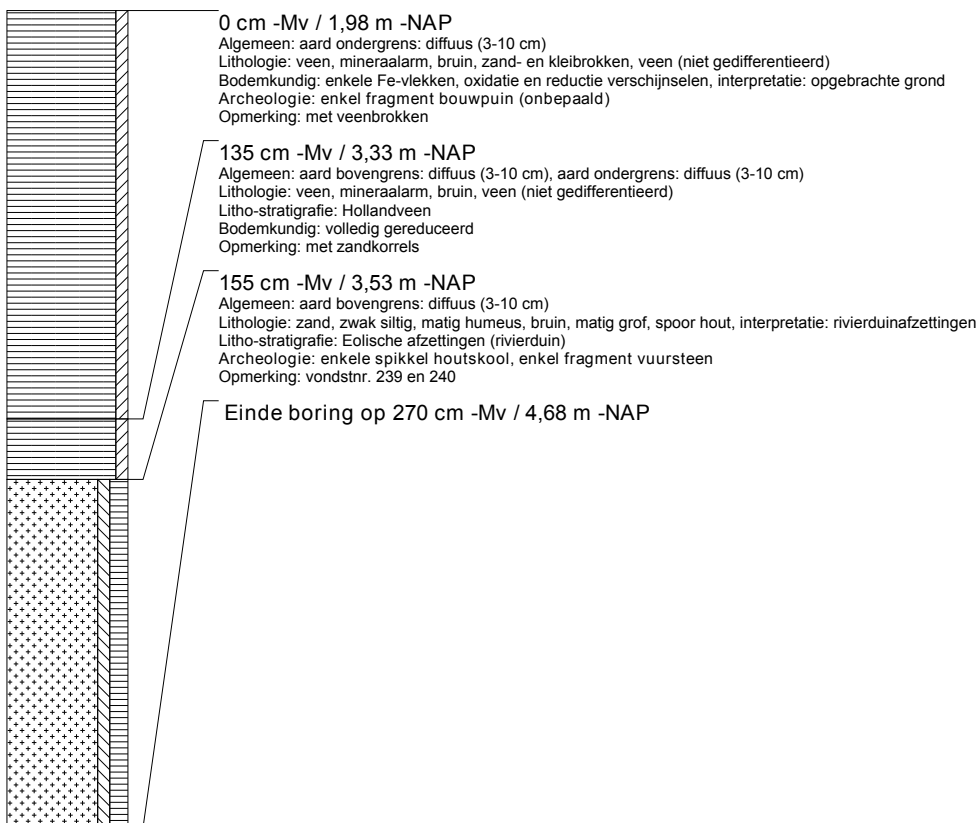 0 cm -Mv / 1,98 m -NAP
Algemeen: aard ondergrens: diffuus (3-10 cm)
Lithologie: veen, mineraalarm, bruin, zand- en kleibrokken, veen (niet gedifferentieerd)
Bodemkundig: enkele Fe-vlekken, oxidatie en reductie verschijnselen, interpretatie: opgebrachte grond
Archeologie: enkel fragment bouwpuin (onbepaald)
Opmerking: met veenbrokken
135 cm -Mv / 3,33 m -NAP
Algemeen: aard bovengrens: diffuus (3-10 cm), aard ondergrens: diffuus (3-10 cm)
Lithologie: veen, mineraalarm, bruin, veen (niet gedifferentieerd)
Litho-stratigrafie: Hollandveen
Bodemkundig: volledig gereduceerd
Opmerking: met zandkorrels
155 cm -Mv / 3,53 m -NAP
Algemeen: aard bovengrens: diffuus (3-10 cm)
Lithologie: zand, zwak siltig, matig humeus, bruin, matig grof, spoor hout, interpretatie: rivierduinafzettingen
Litho-stratigrafie: Eolische afzettingen (rivierduin)
Archeologie: enkele spikkel houtskool, enkel fragment vuursteen
Opmerking: vondstnr. 239 en 240
Einde boring op 270 cm -Mv / 4,68 m -NAP